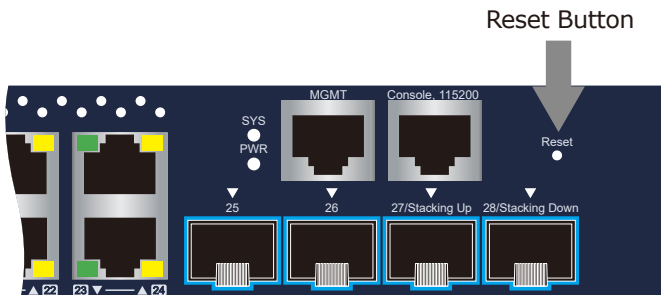 Reset Button
MGMT
Console, 115200
SYS
PWR
Reset
25
26
27/Stacking Up
28/Stacking Down
22
23
24